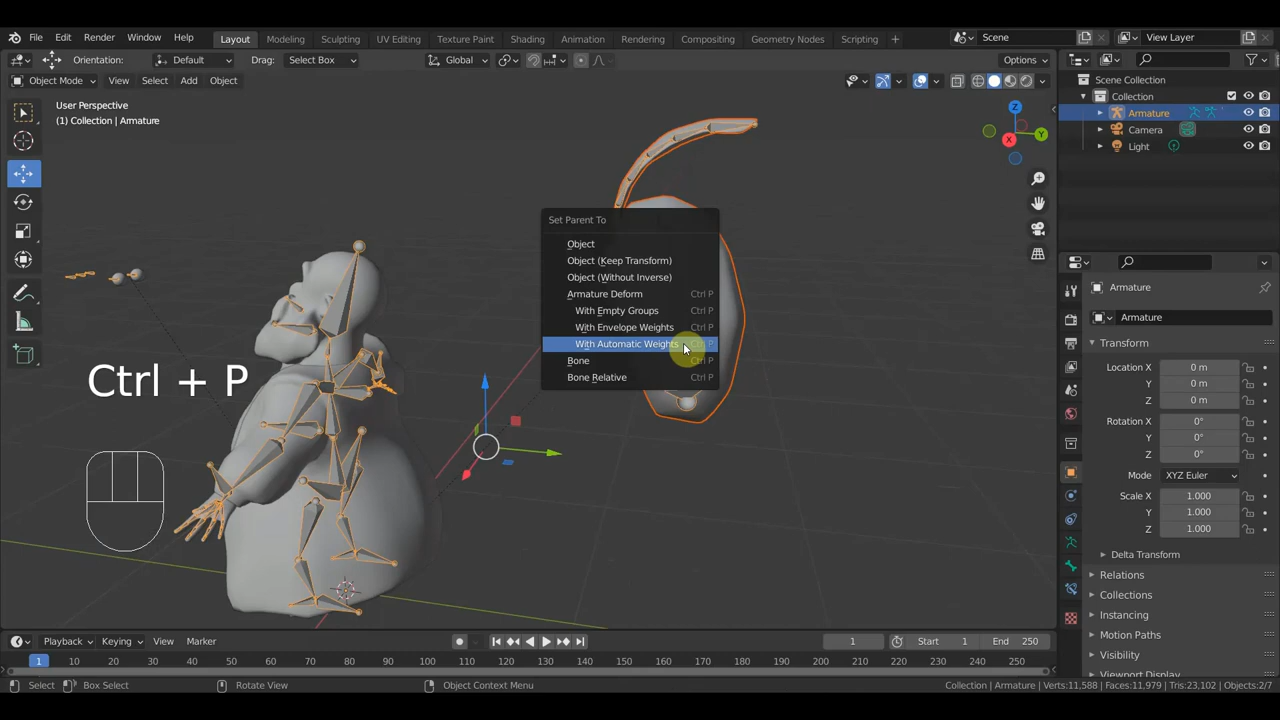 File Edit Render Window Help Layout Modeling Sculpting UV Editing Texture Paint Shading Animation Rendering Compositing Geometry Nodes Scripting + Scene View Layer
Orientation: Default Drag: Select Box Global Options
Object Mode View Select Add Object
Scene Collection
Collection
Armature
Camera
Light
User Perspective
(1) Collection | Armature
Z
Y
X
Set Parent To
Object
Object (Keep Transform)
Object (Without Inverse)
Armature Deform Ctrl P
With Empty Groups Ctrl P
With Envelope Weights Ctrl P
With Automatic Weights Ctrl P
Bone Ctrl P
Bone Relative Ctrl P
Ctrl + P
Armature
Armature
Transform
Location X 0 m
Y 0 m
Z 0 m
Rotation X 0°
Y 0°
Z 0°
Mode XYZ Euler
Scale X 1.000
Y 1.000
Z 1.000
Delta Transform
Relations
Collections
Instancing
Motion Paths
Visibility
Viewport Display
Playback Keying View Marker 1 Start 1 End 250
1 10 20 30 40 50 60 70 80 90 100 110 120 130 140 150 160 170 180 190 200 210 220 230 240 250
Select Box Select Rotate View Object Context Menu Collection | Armature Verts:11,588 | Faces:11,979 | Tris:23,102 | Objects:2/7